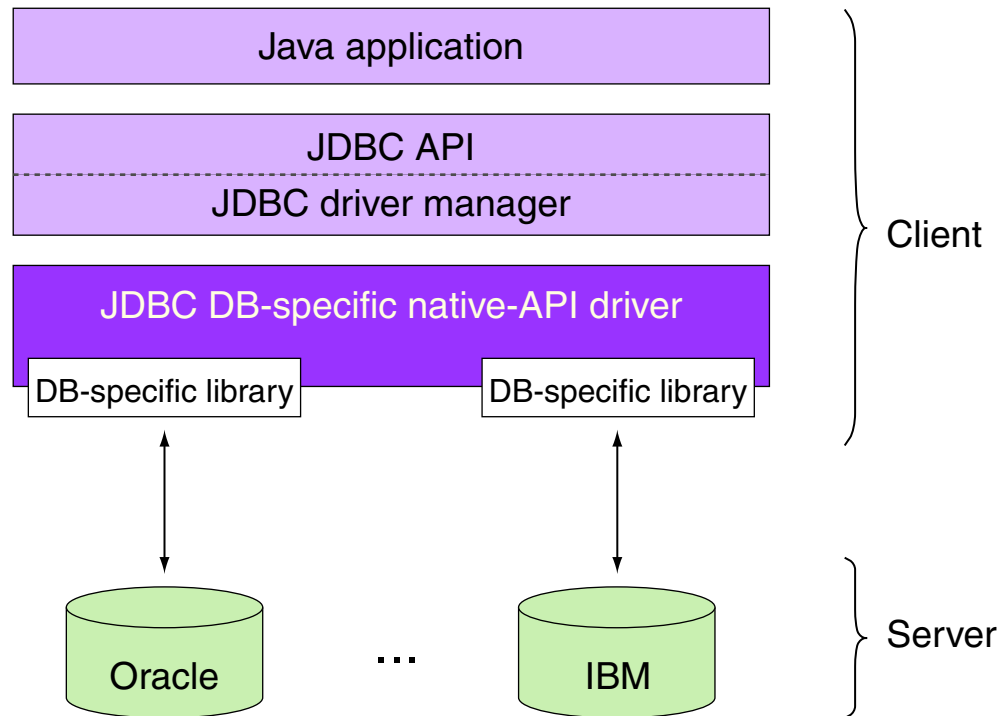 Java application
JDBC API
JDBC driver manager
Client
JDBC DB-specific native-API driver
DB-specific library
DB-specific library
Oracle
...
IBM
Server